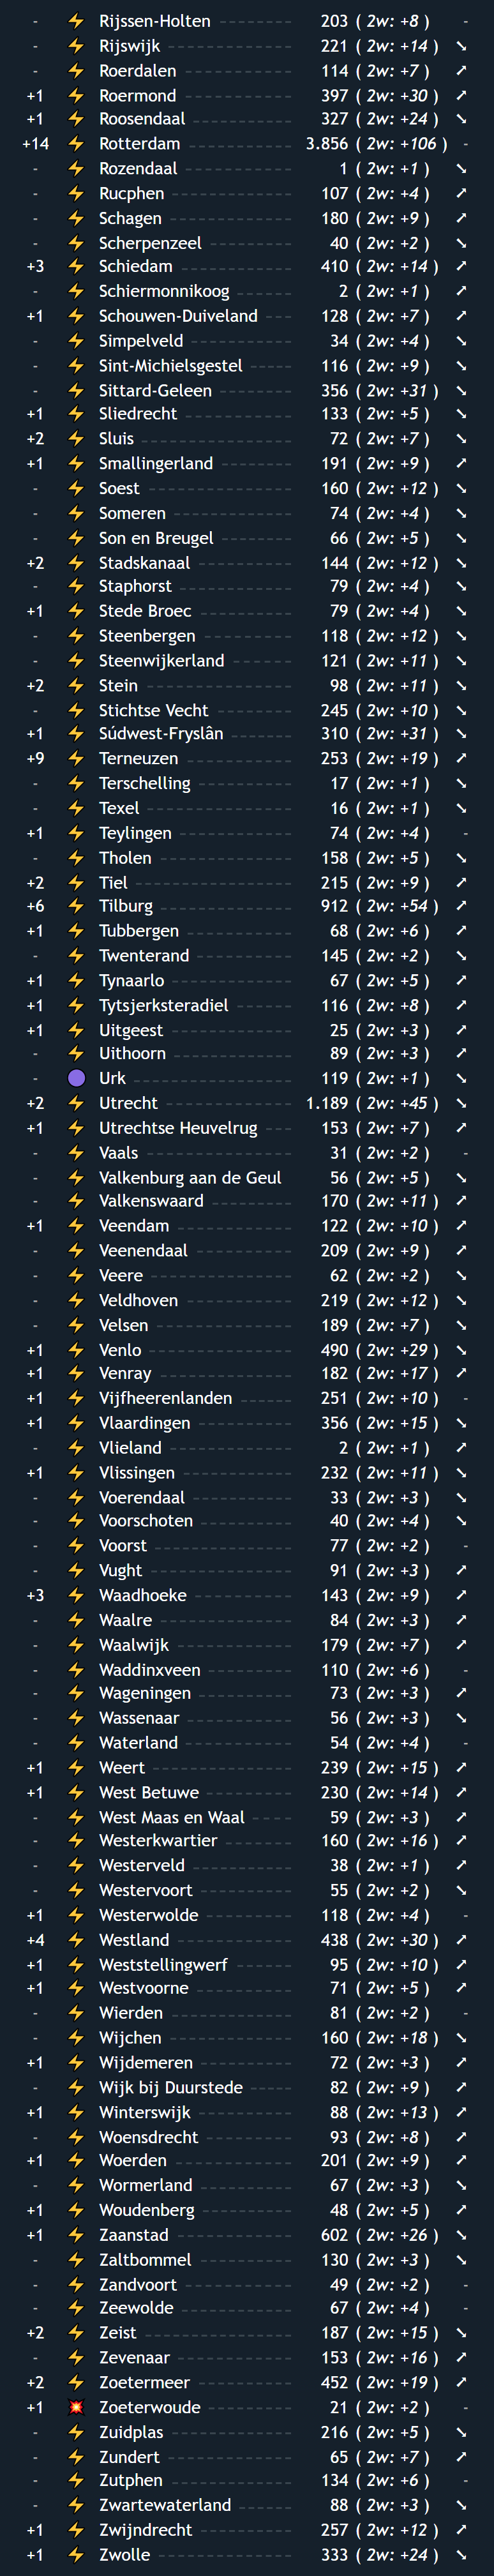 - ⚡ Rijssen-Holten 203 ( 2w: +8 ) -
- ⚡ Rijswijk 221 ( 2w: +14 ) ➘
- ⚡ Roerdalen 114 ( 2w: +7 ) ➚
+1 ⚡ Roermond 397 ( 2w: +30 ) ➚
+1 ⚡ Roosendaal 327 ( 2w: +24 ) ➘
+14 ⚡ Rotterdam 3.856 ( 2w: +106 ) -
- ⚡ Rozendaal 1 ( 2w: +1 ) ➘
- ⚡ Rucphen 107 ( 2w: +4 ) ➚
- ⚡ Schagen 180 ( 2w: +9 ) ➚
- ⚡ Scherpenzeel 40 ( 2w: +2 ) ➘
+3 ⚡ Schiedam 410 ( 2w: +14 ) ➚
- ⚡ Schiermonnikoog 2 ( 2w: +1 ) ➚
+1 ⚡ Schouwen-Duiveland 128 ( 2w: +7 ) ➚
- ⚡ Simpelveld 34 ( 2w: +4 ) ➘
- ⚡ Sint-Michielsgestel 116 ( 2w: +9 ) ➘
- ⚡ Sittard-Geleen 356 ( 2w: +31 ) ➘
+1 ⚡ Sliedrecht 133 ( 2w: +5 ) ➘
+2 ⚡ Sluis 72 ( 2w: +7 ) ➘
+1 ⚡ Smallingerland 191 ( 2w: +9 ) ➚
- ⚡ Soest 160 ( 2w: +12 ) ➘
- ⚡ Someren 74 ( 2w: +4 ) ➘
- ⚡ Son en Breugel 66 ( 2w: +5 ) ➘
+2 ⚡ Stadskanaal 144 ( 2w: +12 ) ➘
- ⚡ Staphorst 79 ( 2w: +4 ) ➘
+1 ⚡ Stede Broec 79 ( 2w: +4 ) ➘
- ⚡ Steenbergen 118 ( 2w: +12 ) ➘
- ⚡ Steenwijkerland 121 ( 2w: +11 ) ➘
+2 ⚡ Stein 98 ( 2w: +11 ) ➘
- ⚡ Stichtse Vecht 245 ( 2w: +10 ) ➘
+1 ⚡ Súdwest-Fryslân 310 ( 2w: +31 ) ➘
+9 ⚡ Terneuzen 253 ( 2w: +19 ) ➚
- ⚡ Terschelling 17 ( 2w: +1 ) ➘
- ⚡ Texel 16 ( 2w: +1 ) ➘
+1 ⚡ Teylingen 74 ( 2w: +4 ) -
- ⚡ Tholen 158 ( 2w: +5 ) ➘
+2 ⚡ Tiel 215 ( 2w: +9 ) ➚
+6 ⚡ Tilburg 912 ( 2w: +54 ) ➚
+1 ⚡ Tubbergen 68 ( 2w: +6 ) ➚
- ⚡ Twenterand 145 ( 2w: +2 ) ➘
+1 ⚡ Tynaarlo 67 ( 2w: +5 ) ➚
+1 ⚡ Tytsjerksteradiel 116 ( 2w: +8 ) ➚
+1 ⚡ Uitgeest 25 ( 2w: +3 ) ➚
- ⚡ Uithoorn 89 ( 2w: +3 ) ➚
- 🟣 Urk 119 ( 2w: +1 ) ➘
+2 ⚡ Utrecht 1.189 ( 2w: +45 ) ➘
+1 ⚡ Utrechtse Heuvelrug 153 ( 2w: +7 ) ➚
- ⚡ Vaals 31 ( 2w: +2 ) -
- ⚡ Valkenburg aan de Geul 56 ( 2w: +5 ) ➘
- ⚡ Valkenswaard 170 ( 2w: +11 ) ➚
+1 ⚡ Veendam 122 ( 2w: +10 ) ➚
- ⚡ Veenendaal 209 ( 2w: +9 ) ➚
- ⚡ Veere 62 ( 2w: +2 ) ➘
- ⚡ Veldhoven 219 ( 2w: +12 ) ➘
- ⚡ Velsen 189 ( 2w: +7 ) ➘
+1 ⚡ Venlo 490 ( 2w: +29 ) ➘
+1 ⚡ Venray 182 ( 2w: +17 ) ➚
+1 ⚡ Vijfheerenlanden 251 ( 2w: +10 ) -
+1 ⚡ Vlaardingen 356 ( 2w: +15 ) ➘
- ⚡ Vlieland 2 ( 2w: +1 ) ➚
+1 ⚡ Vlissingen 232 ( 2w: +11 ) ➘
- ⚡ Voerendaal 33 ( 2w: +3 ) ➘
- ⚡ Voorschoten 40 ( 2w: +4 ) ➘
- ⚡ Voorst 77 ( 2w: +2 ) -
- ⚡ Vught 91 ( 2w: +3 ) ➚
+3 ⚡ Waadhoeke 143 ( 2w: +9 ) ➚
- ⚡ Waalre 84 ( 2w: +3 ) ➚
- ⚡ Waalwijk 179 ( 2w: +7 ) ➚
- ⚡ Waddinxveen 110 ( 2w: +6 ) -
- ⚡ Wageningen 73 ( 2w: +3 ) ➚
- ⚡ Wassenaar 56 ( 2w: +3 ) ➘
- ⚡ Waterland 54 ( 2w: +4 ) -
+1 ⚡ Weert 239 ( 2w: +15 ) ➚
+1 ⚡ West Betuwe 230 ( 2w: +14 ) ➚
- ⚡ West Maas en Waal 59 ( 2w: +3 ) ➚
- ⚡ Westerkwartier 160 ( 2w: +16 ) ➚
- ⚡ Westerveld 38 ( 2w: +1 ) ➚
- ⚡ Westervoort 55 ( 2w: +2 ) ➘
+1 ⚡ Westerwolde 118 ( 2w: +4 ) -
+4 ⚡ Westland 438 ( 2w: +30 ) ➚
+1 ⚡ Weststellingwerf 95 ( 2w: +10 ) ➚
+1 ⚡ Westvoorne 71 ( 2w: +5 ) ➚
- ⚡ Wierden 81 ( 2w: +2 ) -
- ⚡ Wijchen 160 ( 2w: +18 ) ➘
+1 ⚡ Wijdemeren 72 ( 2w: +3 ) ➚
- ⚡ Wijk bij Duurstede 82 ( 2w: +9 ) ➚
+1 ⚡ Winterswijk 88 ( 2w: +13 ) ➚
- ⚡ Woensdrecht 93 ( 2w: +8 ) ➚
+1 ⚡ Woerden 201 ( 2w: +9 ) ➚
- ⚡ Wormerland 67 ( 2w: +3 ) ➘
+1 ⚡ Woudenberg 48 ( 2w: +5 ) ➚
+1 ⚡ Zaanstad 602 ( 2w: +26 ) ➘
- ⚡ Zaltbommel 130 ( 2w: +3 ) ➘
- ⚡ Zandvoort 49 ( 2w: +2 ) -
- ⚡ Zeewolde 67 ( 2w: +4 ) -
+2 ⚡ Zeist 187 ( 2w: +15 ) ➘
- ⚡ Zevenaar 153 ( 2w: +16 ) ➚
+2 ⚡ Zoetermeer 452 ( 2w: +19 ) ➚
+1 💥 Zoeterwoude 21 ( 2w: +2 ) -
- ⚡ Zuidplas 216 ( 2w: +5 ) ➘
- ⚡ Zundert 65 ( 2w: +7 ) ➚
- ⚡ Zutphen 134 ( 2w: +6 ) -
- ⚡ Zwartewaterland 88 ( 2w: +3 ) ➘
+1 ⚡ Zwijndrecht 257 ( 2w: +12 ) ➚
+1 ⚡ Zwolle 333 ( 2w: +24 ) ➘